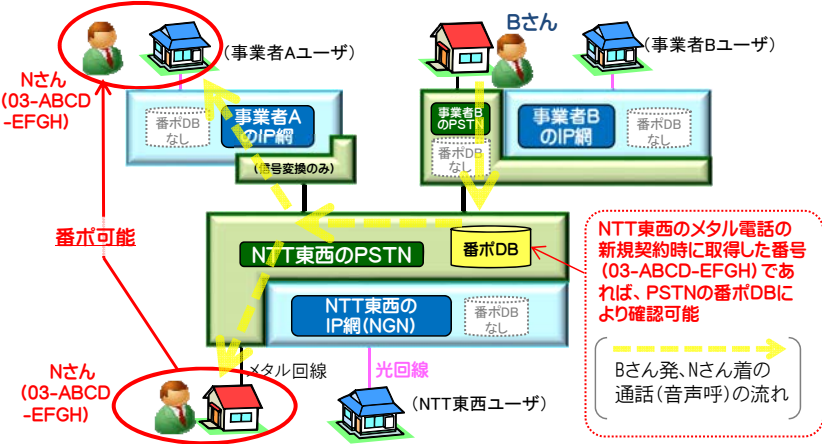 Nさん
(03-ABCD
-EFGH)
(事業者Aユーザ)
Bさん
(事業者Bユーザ)
番ポDB
なし
事業者A
のIP網
(信号変換のみ)
事業者B
のPSTN
番ポDB
なし
事業者B
のIP網
番ポDB
なし
番ポ可能
NTT東西のPSTN
番ポDB
NTT東西の
IP網(NGN)
番ポDB
なし
NTT東西のメタル電話の
新規契約時に取得した番号
(03-ABCD-EFGH)であ
れば、PSTNの番ポDBに
より確認可能
Bさん発、Nさん着の
通話(音声呼)の流れ
Nさん
(03-ABCD
-EFGH)
メタル回線
光回線
(NTT東西ユーザ)